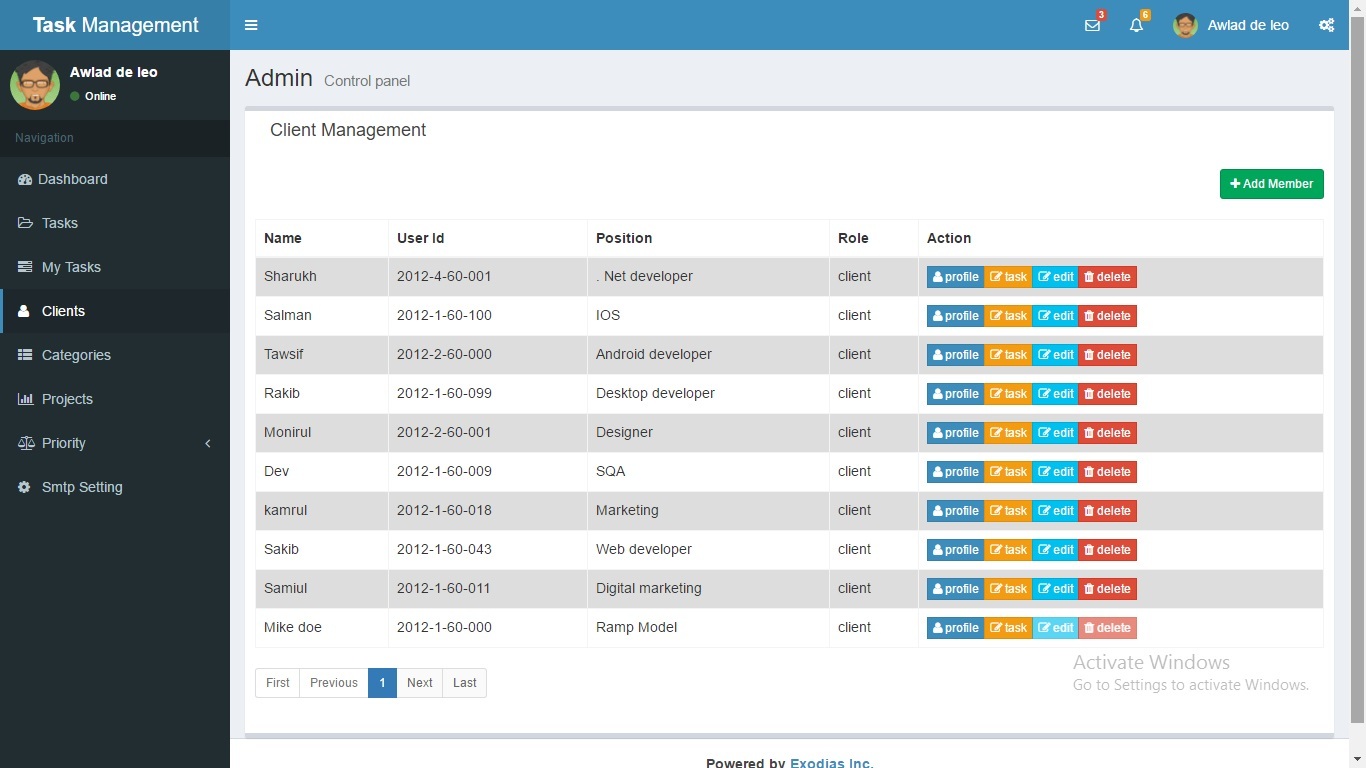 Task Management
3
6
Awlad de leo
Awlad de leo
Online
Navigation
Dashboard
Tasks
My Tasks
Clients
Categories
Projects
Priority
Smtp Setting
Admin Control panel
Client Management
Add Member
Name User Id Position Role Action
Sharukh 2012-4-60-001 . Net developer client profile task edit delete
Salman 2012-1-60-100 IOS client profile task edit delete
Tawsif 2012-2-60-000 Android developer client profile task edit delete
Rakib 2012-1-60-099 Desktop developer client profile task edit delete
Monirul 2012-2-60-001 Designer client profile task edit delete
Dev 2012-1-60-009 SQA client profile task edit delete
kamrul 2012-1-60-018 Marketing client profile task edit delete
Sakib 2012-1-60-043 Web developer client profile task edit delete
Samiul 2012-1-60-011 Digital marketing client profile task edit delete
Mike doe 2012-1-60-000 Ramp Model client profile task edit delete
First Previous 1 Next Last
Activate Windows
Go to Settings to activate Windows.
Powered by Exodias Inc.